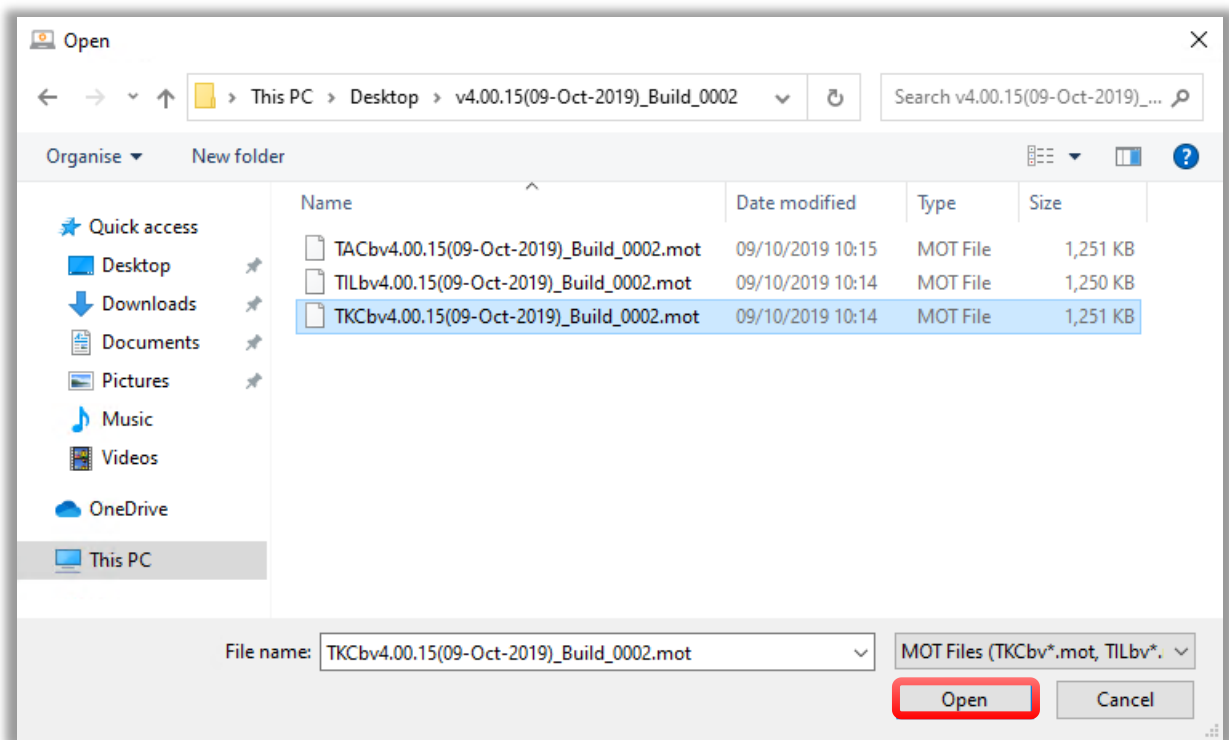 Open
This PC > Desktop > v4.00.15(09-Oct-2019)_Build_0002
Search v4.00.15(09-Oct-2019)_...
Organise New folder
Name Date modified Type Size
Quick access
Desktop
Downloads
Documents
Pictures
Music
Videos
OneDrive
This PC
TACbv4.00.15(09-Oct-2019)_Build_0002.mot 09/10/2019 10:15 MOT File 1,251 KB
TILbv4.00.15(09-Oct-2019)_Build_0002.mot 09/10/2019 10:14 MOT File 1,250 KB
TKCbv4.00.15(09-Oct-2019)_Build_0002.mot 09/10/2019 10:14 MOT File 1,251 KB
File name: TKCbv4.00.15(09-Oct-2019)_Build_0002.mot MOT Files (TKCbv*.mot, TILbv*.
Open Cancel